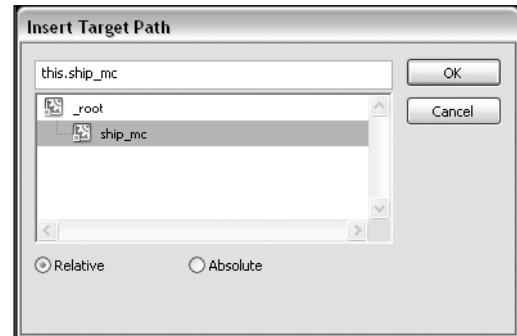 Insert Target Path
this.ship_mc
OK
_root
Cancel
ship_mc
Relative
Absolute